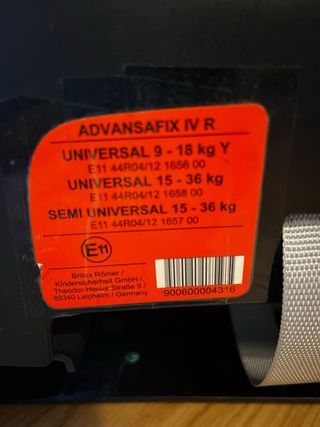 ADVANSAFIX IV R
UNIVERSAL 9 - 18 kg Y
E11 44R04/12 1656 00
UNIVERSAL 15 - 36 kg
E11 44R04/12 1658 00
SEMI UNIVERSAL 15 - 36 kg
E11 44R04/12 1657 00
E11
Britax Römer /
Kindersicherheit GmbH /
Theodor-Heuss-Straße 9 /
89340 Leipheim / Germany
900600004316